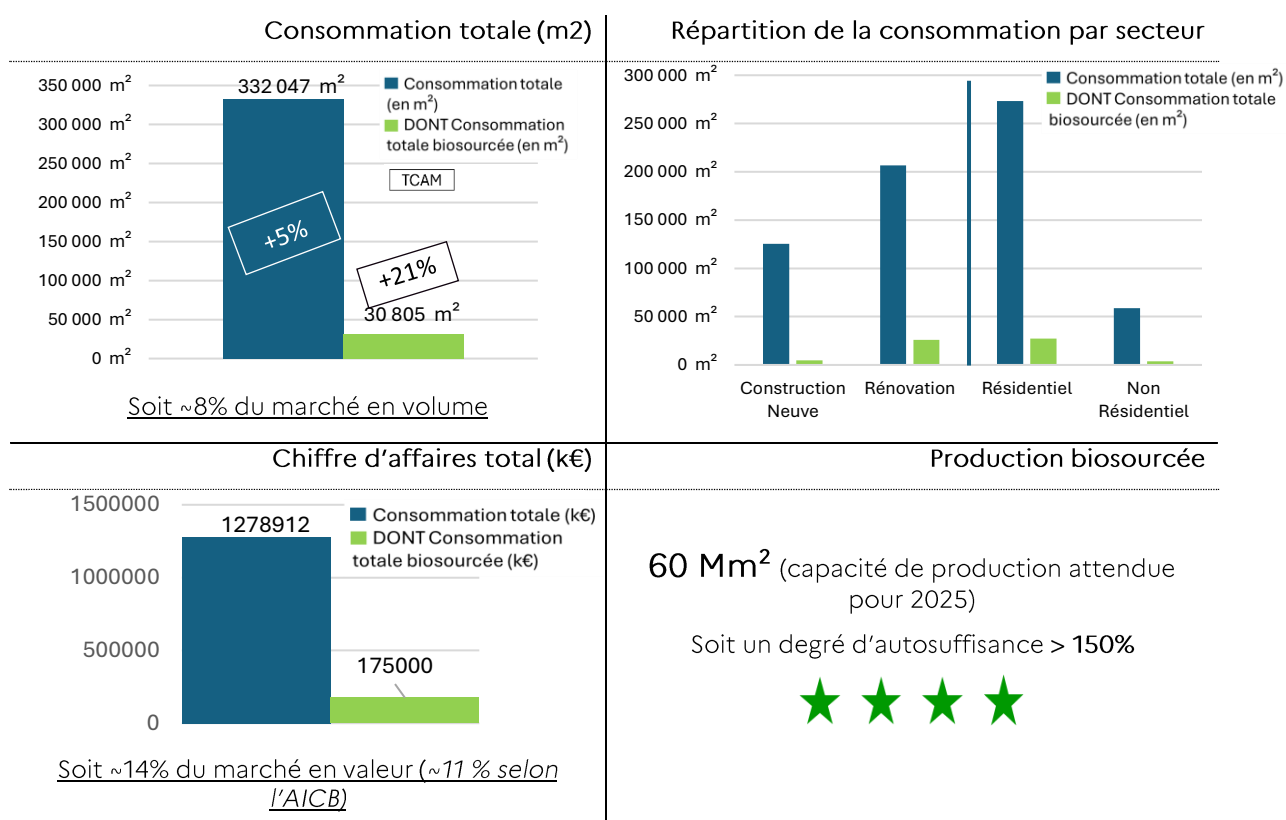 Consommation totale (m2)
350 000 m²
300 000 m²
250 000 m²
200 000 m²
150 000 m²
100 000 m²
50 000 m²
0 m²
332 047 m²
+5%
+21%
30 805 m²
Consommation totale
(en m²)
DONT Consommation
totale biosourcée (en m²)
TCAM
Soit ~8% du marché en volume
Répartition de la consommation par secteur
300 000 m²
250 000 m²
200 000 m²
150 000 m²
100 000 m²
50 000 m²
0 m²
Consommation totale (en m²)
DONT Consommation totale
biosourcée (en m²)
Construction
Neuve
Rénovation
Résidentiel
Non
Résidentiel
Chiffre d'affaires total (k€)
1500000
1000000
500000
0
1278912
175000
Consommation totale (k€)
DONT Consommation
totale biosourcée (k€)
Soit ~14% du marché en valeur (~11 % selon
l'AICB)
Production biosourcée
60 Mm² (capacité de production attendue
pour 2025)
Soit un degré d'autosuffisance > 150%